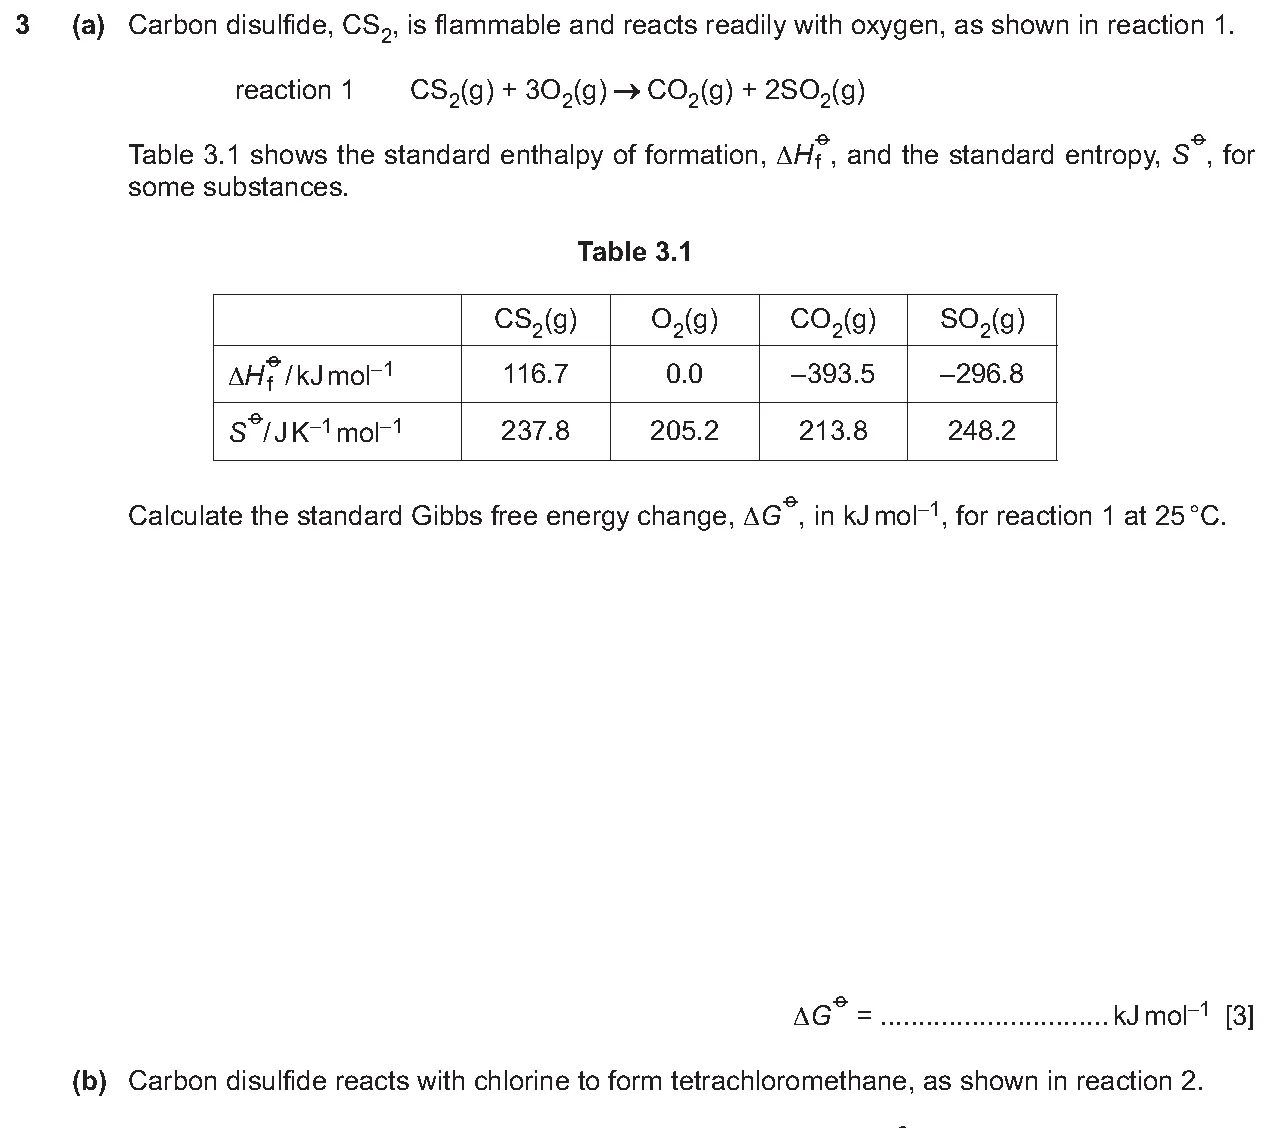 3 (a) Carbon disulfide, CS₂, is flammable and reacts readily with oxygen, as shown in reaction 1.
reaction 1 CS₂(g) + 3O₂(g) → CO₂(g) + 2SO₂(g)
Table 3.1 shows the standard enthalpy of formation, ΔH_f^⦵, and the standard entropy, S^⦵, for
some substances.
Table 3.1
CS₂(g) O₂(g) CO₂(g) SO₂(g)
ΔH_f^⦵ / kJ mol⁻¹ 116.7 0.0 –393.5 –296.8
S^⦵ / J K⁻¹ mol⁻¹ 237.8 205.2 213.8 248.2
Calculate the standard Gibbs free energy change, ΔG^⦵, in kJ mol⁻¹, for reaction 1 at 25 °C.
ΔG^⦵ = .............................. kJ mol⁻¹ [3]
(b) Carbon disulfide reacts with chlorine to form tetrachloromethane, as shown in reaction 2.